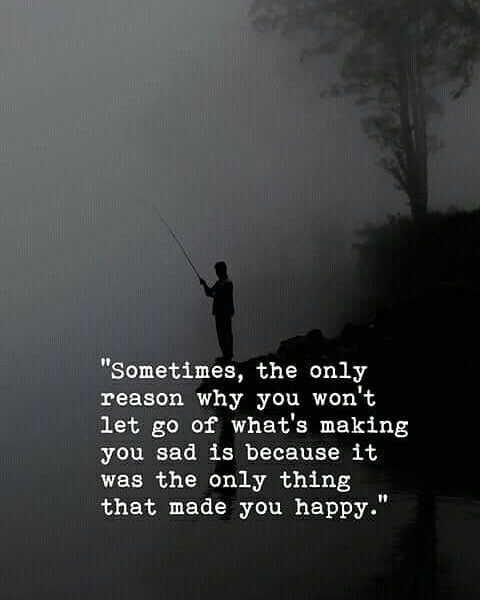 "Sometimes, the only
reason why you won't
let go of what's making
you sad is because it
was the only thing
that made you happy."